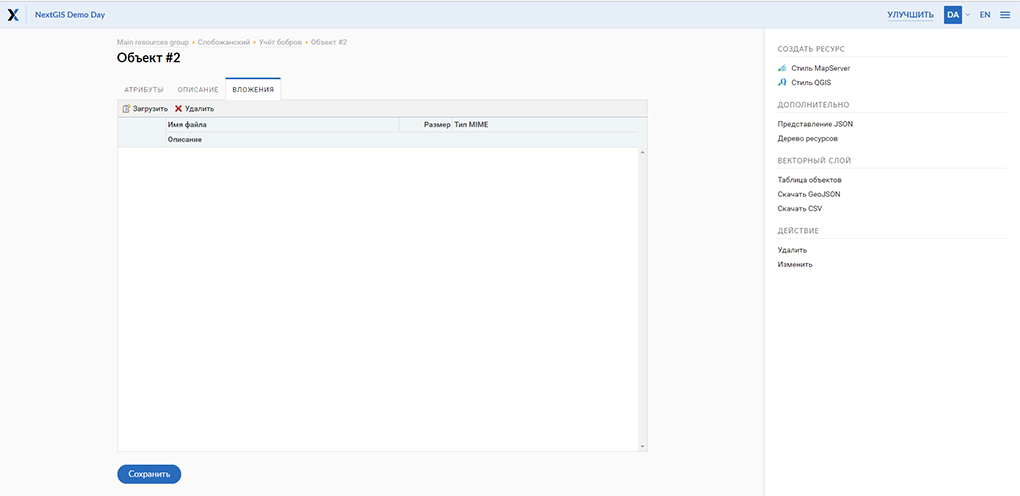 X NextGIS Demo Day УЛУЧШИТЬ DA EN
Main resources group • Слобожанский • Учёт бобров • Объект #2
Объект #2
АТРИБУТЫ ОПИСАНИЕ ВЛОЖЕНИЯ
Загрузить Удалить
Имя файла Размер Тип MIME
Описание
Сохранить
СОЗДАТЬ РЕСУРС
Стиль MapServer
Стиль QGIS
ДОПОЛНИТЕЛЬНО
Представление JSON
Дерево ресурсов
ВЕКТОРНЫЙ СЛОЙ
Таблица объектов
Скачать GeoJSON
Скачать CSV
ДЕЙСТВИЕ
Удалить
Изменить